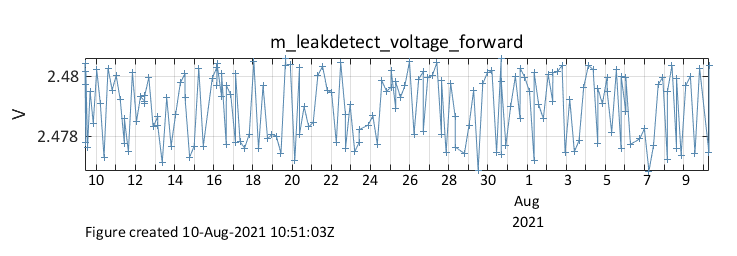 m_leakdetect_voltage_forward
2.48
2.478
V
10 12 14 16 18 20 22 24 26 28 30 1 3 5 7 9
Aug
2021
Figure created 10-Aug-2021 10:51:03Z